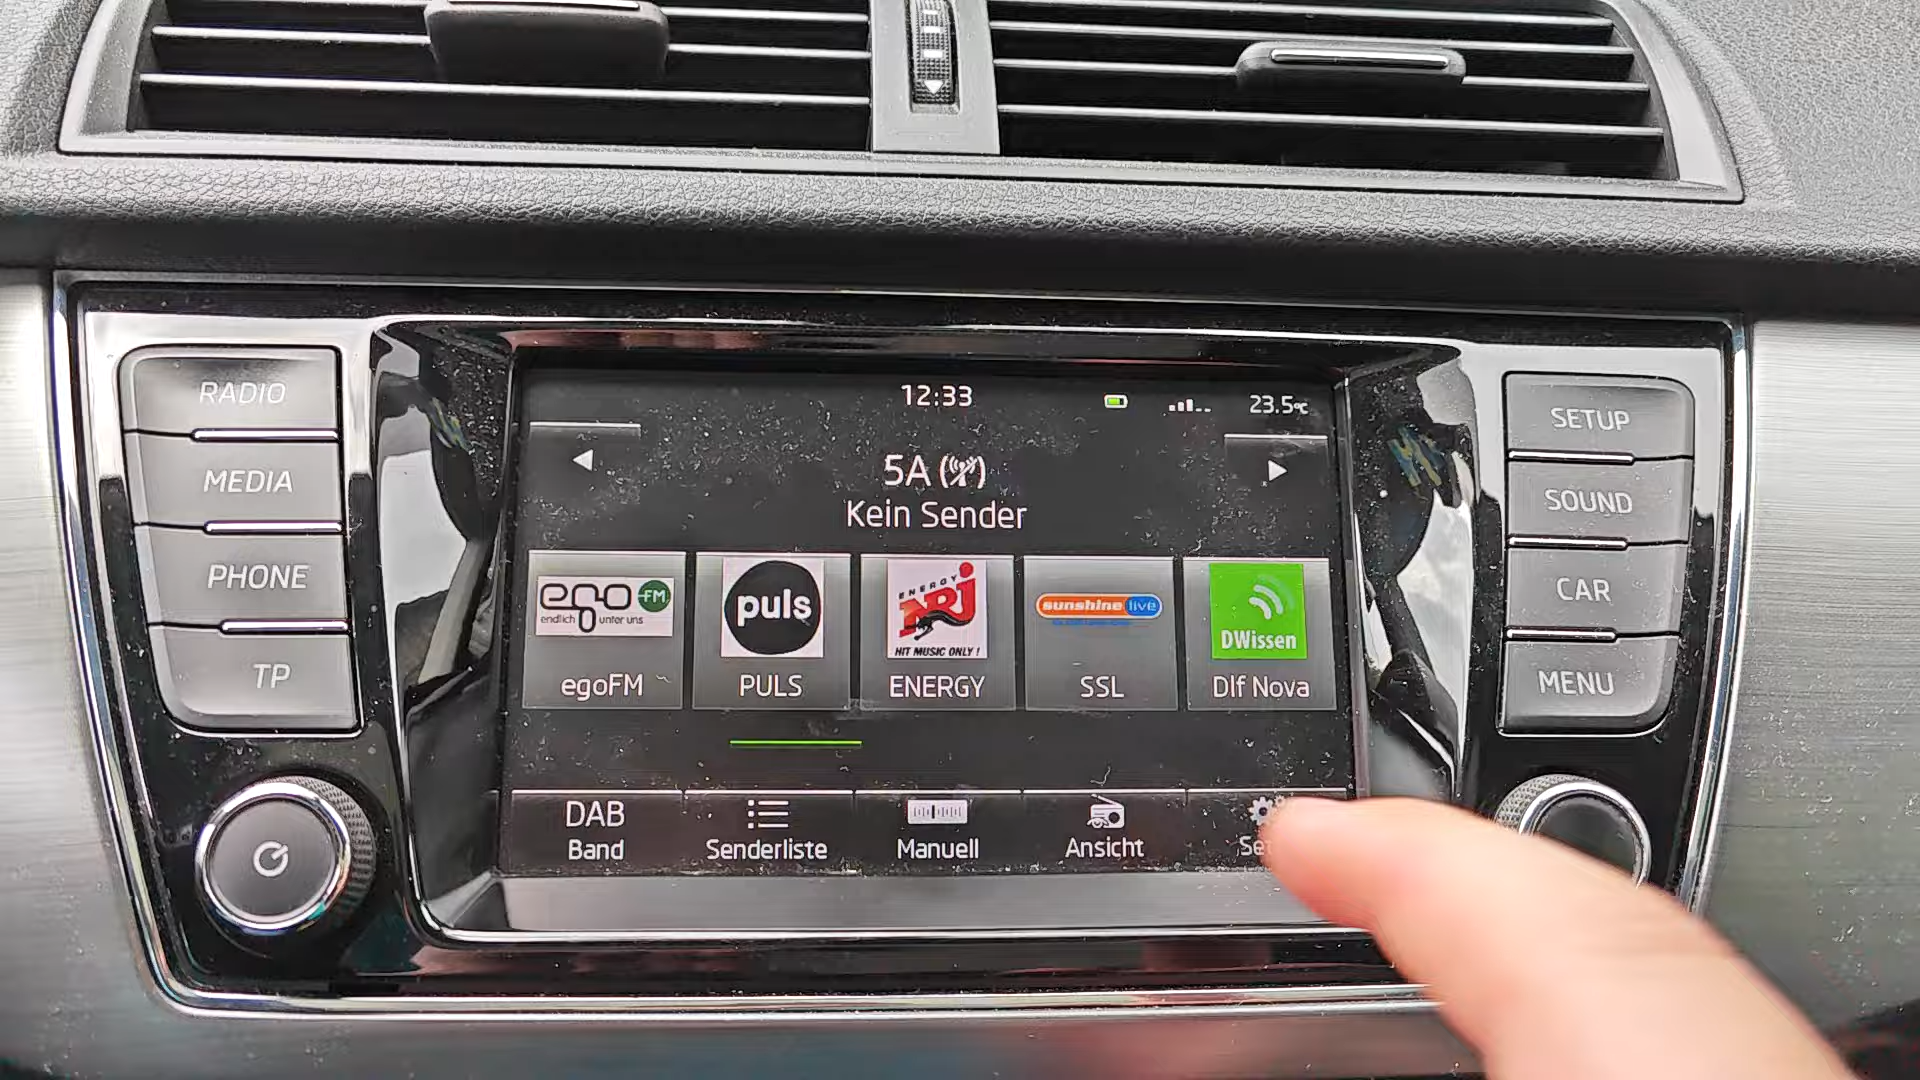 RADIO
MEDIA
PHONE
TP
12:33
23.5°C
5A
Kein Sender
ego FM
endlich unter uns
egoFM
puls
PULS
ENERGY
NRJ
HIT MUSIC ONLY!
ENERGY
sunshine live
SSL
DWissen
Dlf Nova
DAB
Band
Senderliste
Manuell
Ansicht
SETUP
SOUND
CAR
MENU